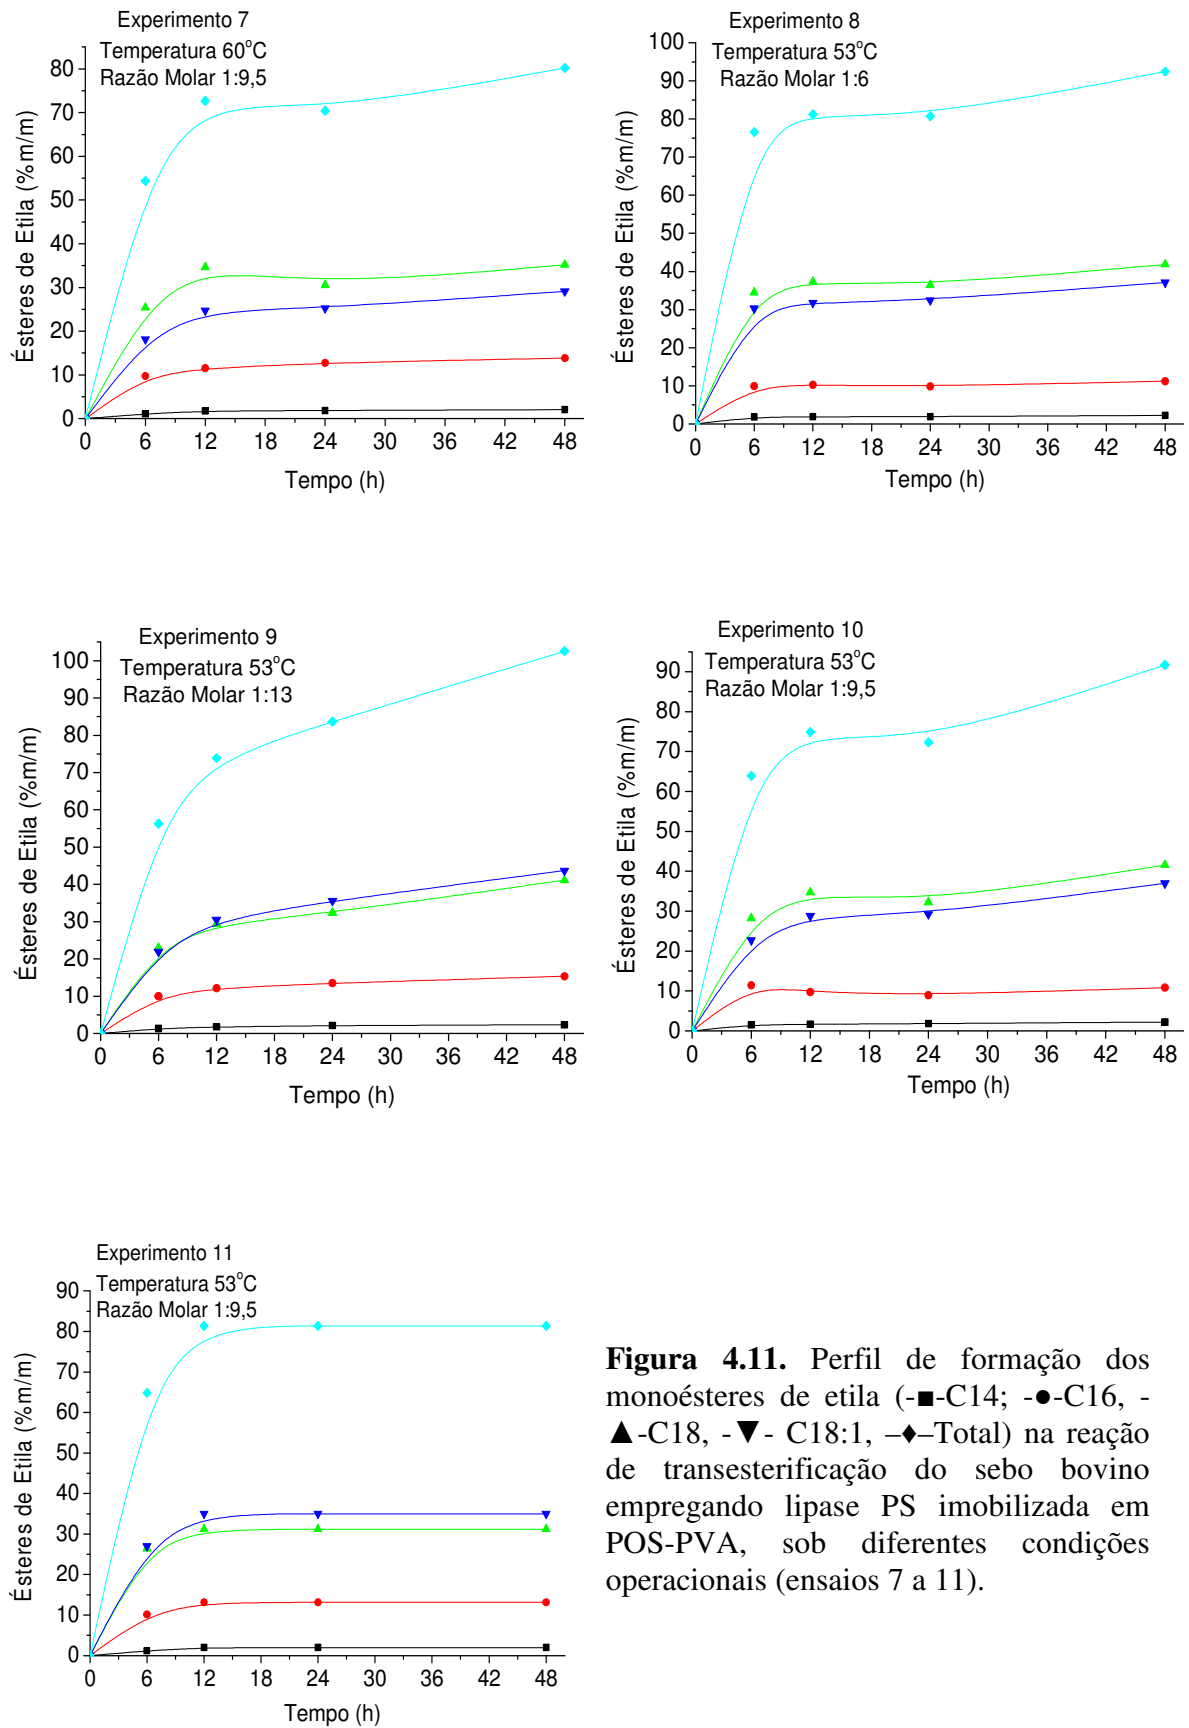 Experimento 7
Temperatura 60°C
Razão Molar 1:9,5
Ésteres de Etila (%m/m)
80
70
60
50
40
30
20
10
0
0 6 12 18 24 30 36 42 48
Tempo (h)
Experimento 8
Temperatura 53°C
Razão Molar 1:6
Ésteres de Etila (%m/m)
100
90
80
70
60
50
40
30
20
10
0
0 6 12 18 24 30 36 42 48
Tempo (h)
Experimento 9
Temperatura 53°C
Razão Molar 1:13
Ésteres de Etila (%m/m)
100
90
80
70
60
50
40
30
20
10
0
0 6 12 18 24 30 36 42 48
Tempo (h)
Experimento 10
Temperatura 53°C
Razão Molar 1:9,5
Ésteres de Etila (%m/m)
90
80
70
60
50
40
30
20
10
0
0 6 12 18 24 30 36 42 48
Tempo (h)
Experimento 11
Temperatura 53°C
Razão Molar 1:9,5
Ésteres de Etila (%m/m)
90
80
70
60
50
40
30
20
10
0
0 6 12 18 24 30 36 42 48
Tempo (h)
Figura 4.11. Perfil de formação dos
monoésteres de etila (-■-C14; -●-C16, -
▲-C18, -▼- C18:1, –♦–Total) na reação
de transesterificação do sebo bovino
empregando lipase PS imobilizada em
POS-PVA, sob diferentes condições
operacionais (ensaios 7 a 11).